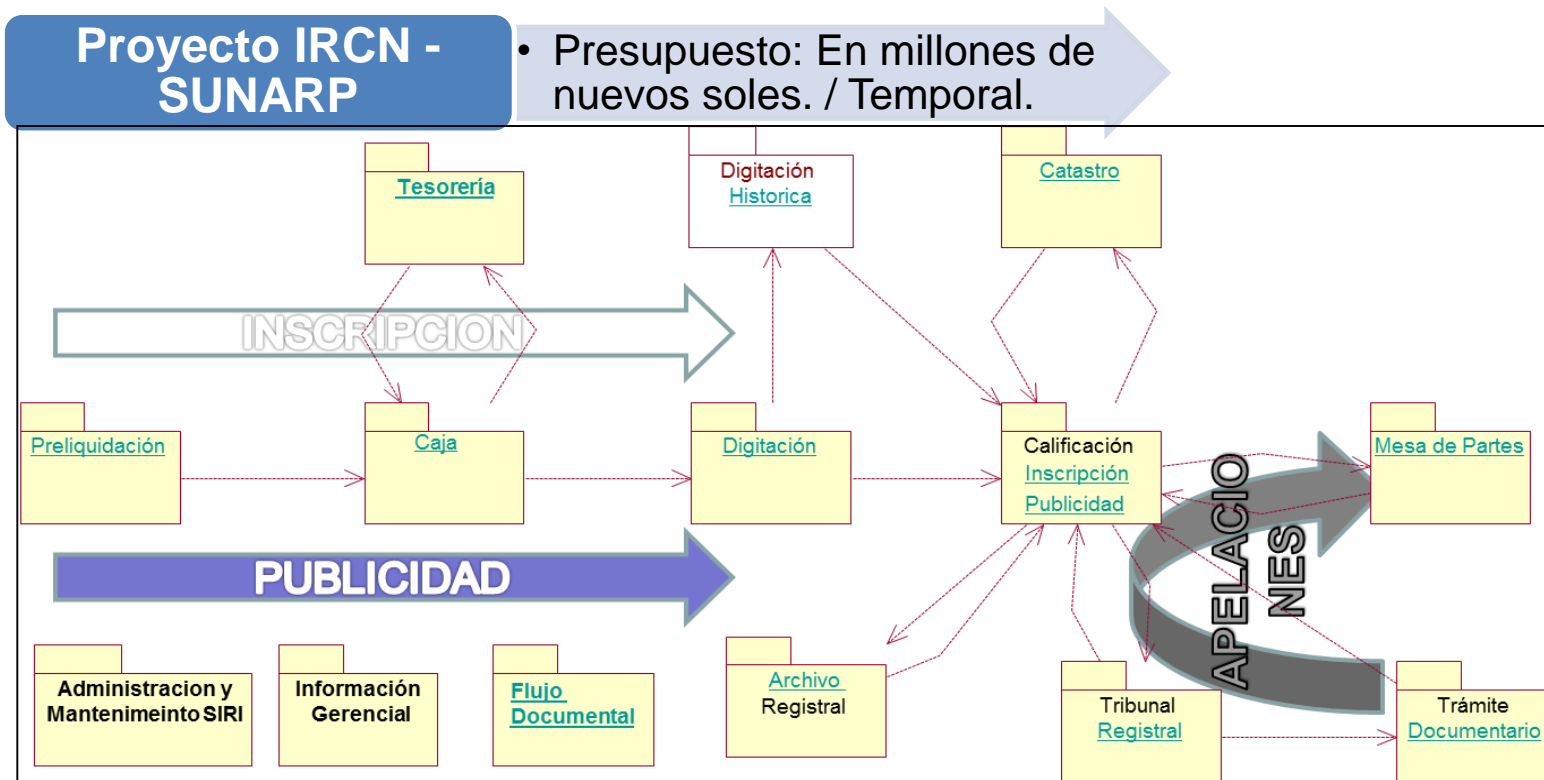 Proyecto IRCN -
SUNARP
• Presupuesto: En millones de
nuevos soles. / Temporal.
Tesorería
Digitación
Historica
Catastro
INSCRIPCION
Preliquidación
Caja
Digitación
Calificación
Inscripción
Publicidad
Mesa de Partes
APELACIO
NES
PUBLICIDAD
Administracion y
Mantenimeinto SIRI
Información
Gerencial
Flujo
Documental
Archivo
Registral
Tribunal
Registral
Trámite
Documentario